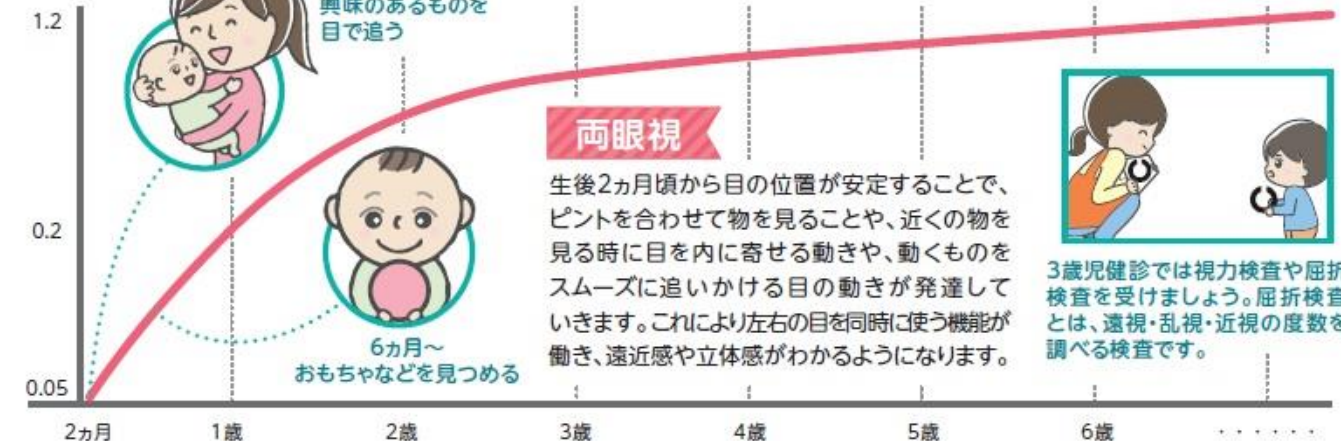 興味のあるものを
目で追う
1.2
0.2
0.05
両眼視
生後2ヵ月頃から目の位置が安定することで、
ピントを合わせて物を見ることや、近くの物を
見る時に目を内に寄せる動きや、動くものを
スムーズに追いかける目の動きが発達して
いきます。これにより左右の目を同時に使う機能が
働き、遠近感や立体感がわかるようになります。
6ヵ月〜
おもちゃなどを見つめる
3歳児健診では視力検査や屈折
検査を受けましょう。屈折検査
とは、遠視・乱視・近視の度数を
調べる検査です。
2ヵ月 1歳 2歳 3歳 4歳 5歳 6歳 ・・・・・・